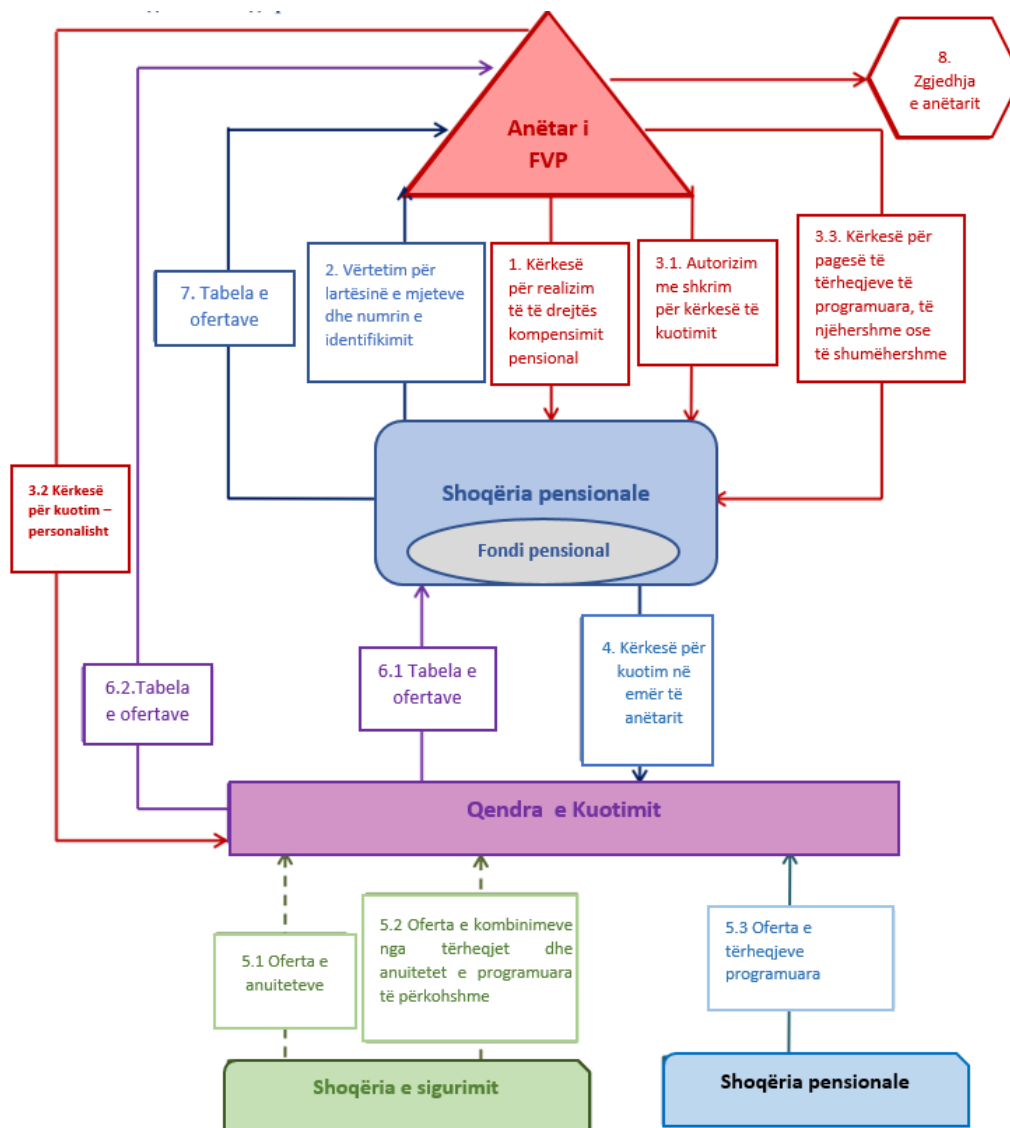 8.
Zgjedhja
e anëtarit
Anëtar i
FVP
7. Tabela e
ofertave
2. Vërtetim për
lartësinë e mjeteve
dhe numrin e
identifikimit
1. Kërkesë
për realizim
të të drejtës
kompensimit
pensional
3.1. Autorizim
me shkrim
për kërkesë të
kuotimit
3.3. Kërkesë për
pagesë të
tërheqjeve të
programuara, të
njëhershme ose
të shumëhershme
3.2 Kërkesë
për kuotim –
personalisht
Shoqëria pensionale
Fondi pensional
6.2.Tabela
e ofertave
6.1 Tabela e
ofertave
4. Kërkesë për
kuotim në
emër të
anëtarit
Qendra e Kuotimit
5.1 Oferta e
anuiteteve
5.2 Oferta e kombinimeve
nga tërheqjet dhe
anuitetet e programuara
të përkohshme
5.3 Oferta e
tërheqjeve
programuara
Shoqëria e sigurimit
Shoqëria pensionale